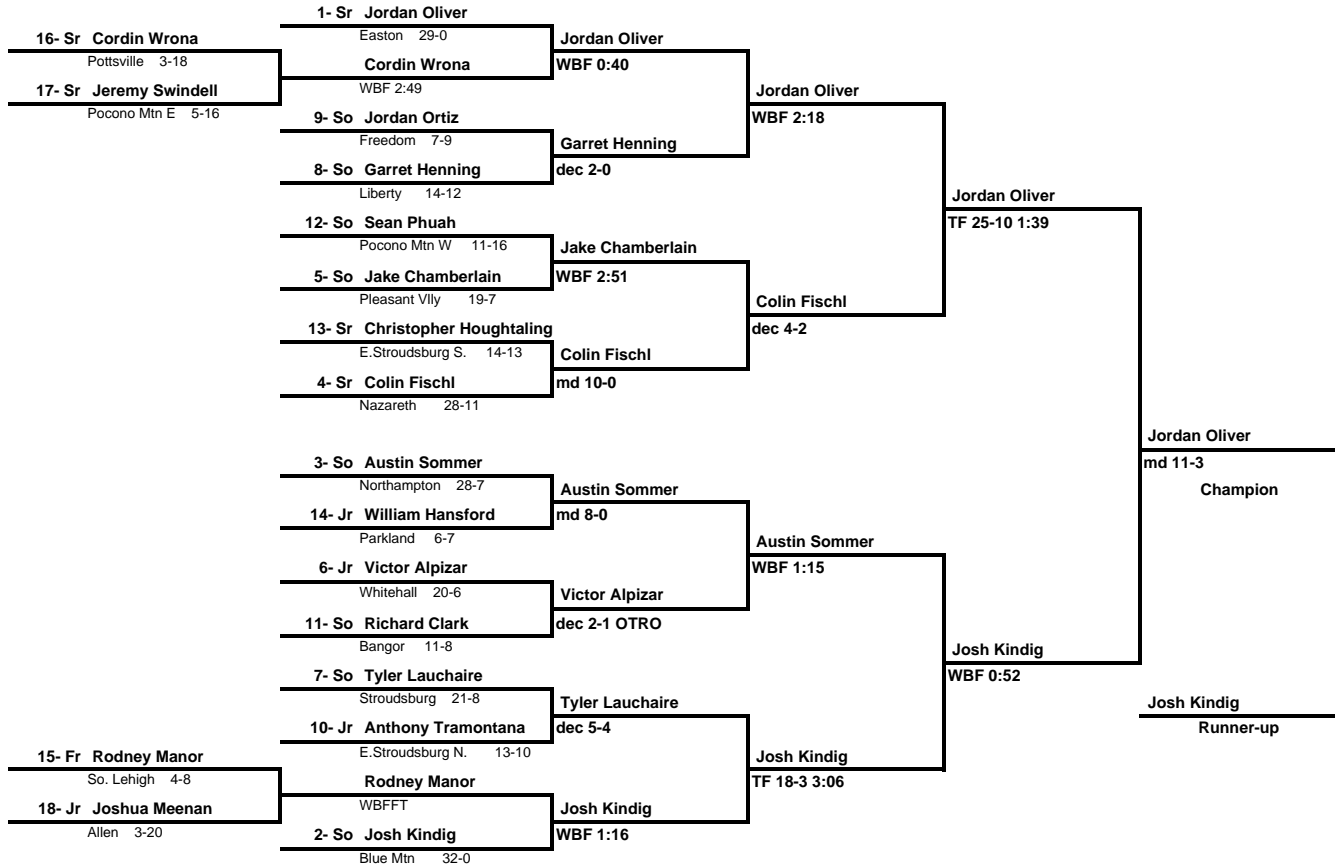 1- Sr Jordan Oliver
Easton 29-0
16- Sr Cordin Wrona
Pottsville 3-18
Cordin Wrona
WBF 2:49
17- Sr Jeremy Swindell
Pocono Mtn E 5-16
Jordan Oliver
WBF 0:40
9- So Jordan Ortiz
Freedom 7-9
Garret Henning
dec 2-0
8- So Garret Henning
Liberty 14-12
Jordan Oliver
WBF 2:18
12- So Sean Phuah
Pocono Mtn W 11-16
Jake Chamberlain
WBF 2:51
5- So Jake Chamberlain
Pleasant Vlly 19-7
Jordan Oliver
TF 25-10 1:39
Colin Fischl
dec 4-2
13- Sr Christopher Houghtaling
E.Stroudsburg S. 14-13
Colin Fischl
md 10-0
4- Sr Colin Fischl
Nazareth 28-11
Jordan Oliver
md 11-3
Champion
3- So Austin Sommer
Northampton 28-7
Austin Sommer
md 8-0
14- Jr William Hansford
Parkland 6-7
Austin Sommer
WBF 1:15
6- Jr Victor Alpizar
Whitehall 20-6
Victor Alpizar
dec 2-1 OTRO
11- So Richard Clark
Bangor 11-8
Josh Kindig
WBF 0:52
7- So Tyler Lauchaire
Stroudsburg 21-8
Tyler Lauchaire
dec 5-4
10- Jr Anthony Tramontana
E.Stroudsburg N. 13-10
Josh Kindig
Runner-up
15- Fr Rodney Manor
So. Lehigh 4-8
Josh Kindig
TF 18-3 3:06
Rodney Manor
WBFFT
18- Jr Joshua Meenan
Allen 3-20
Josh Kindig
WBF 1:16
2- So Josh Kindig
Blue Mtn 32-0